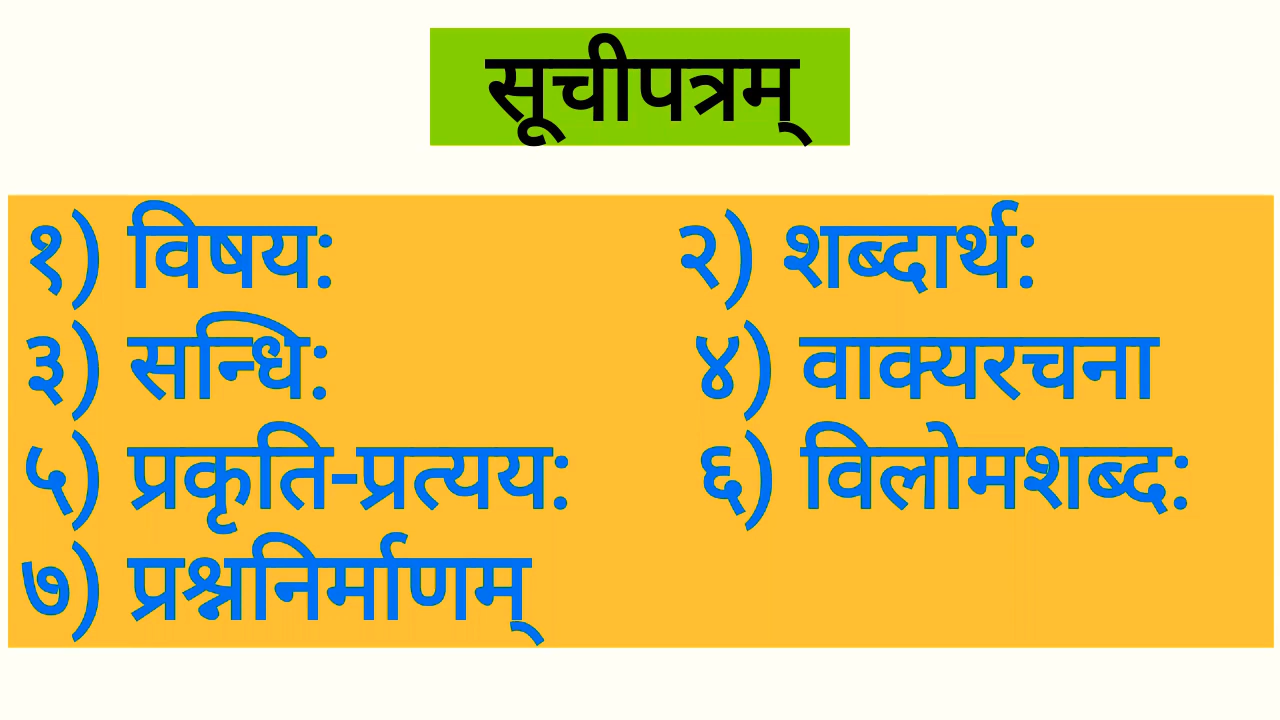 सूचीपत्रम्
१) विषय: २) शब्दार्थ:
३) सन्धि: ४) वाक्यरचना
५) प्रकृति-प्रत्यय: ६) विलोमशब्द:
७) प्रश्ननिर्माणम्